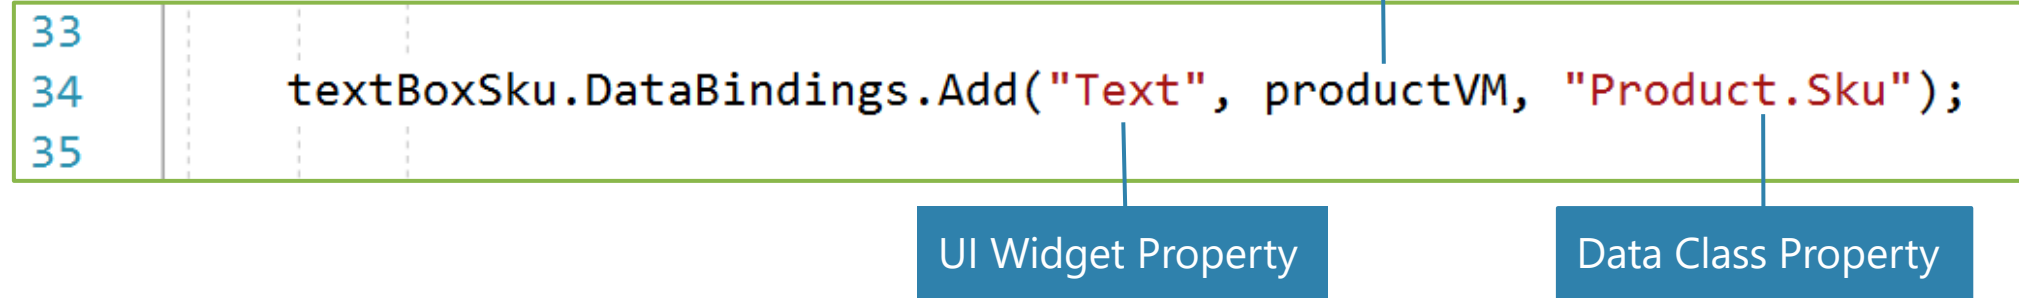 33
34 textBoxSku.DataBindings.Add("Text", productVM, "Product.Sku");
35
UI Widget Property
Data Class Property